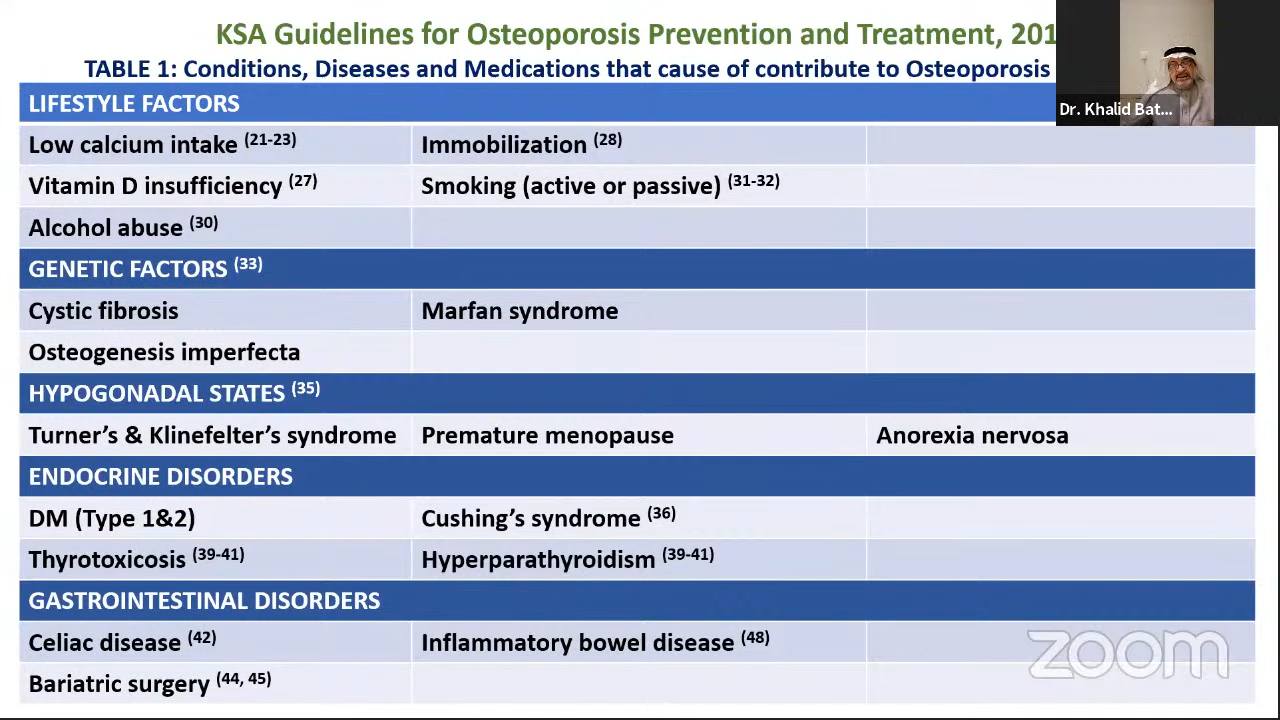 KSA Guidelines for Osteoporosis Prevention and Treatment, 201
TABLE 1: Conditions, Diseases and Medications that cause of contribute to Osteoporosis
Dr. Khalid Bat...
LIFESTYLE FACTORS
Low calcium intake (21-23) Immobilization (28)
Vitamin D insufficiency (27) Smoking (active or passive) (31-32)
Alcohol abuse (30)
GENETIC FACTORS (33)
Cystic fibrosis Marfan syndrome
Osteogenesis imperfecta
HYPOGONADAL STATES (35)
Turner’s & Klinefelter’s syndrome Premature menopause Anorexia nervosa
ENDOCRINE DISORDERS
DM (Type 1&2) Cushing’s syndrome (36)
Thyrotoxicosis (39-41) Hyperparathyroidism (39-41)
GASTROINTESTINAL DISORDERS
Celiac disease (42) Inflammatory bowel disease (48)
Bariatric surgery (44, 45)
zoom